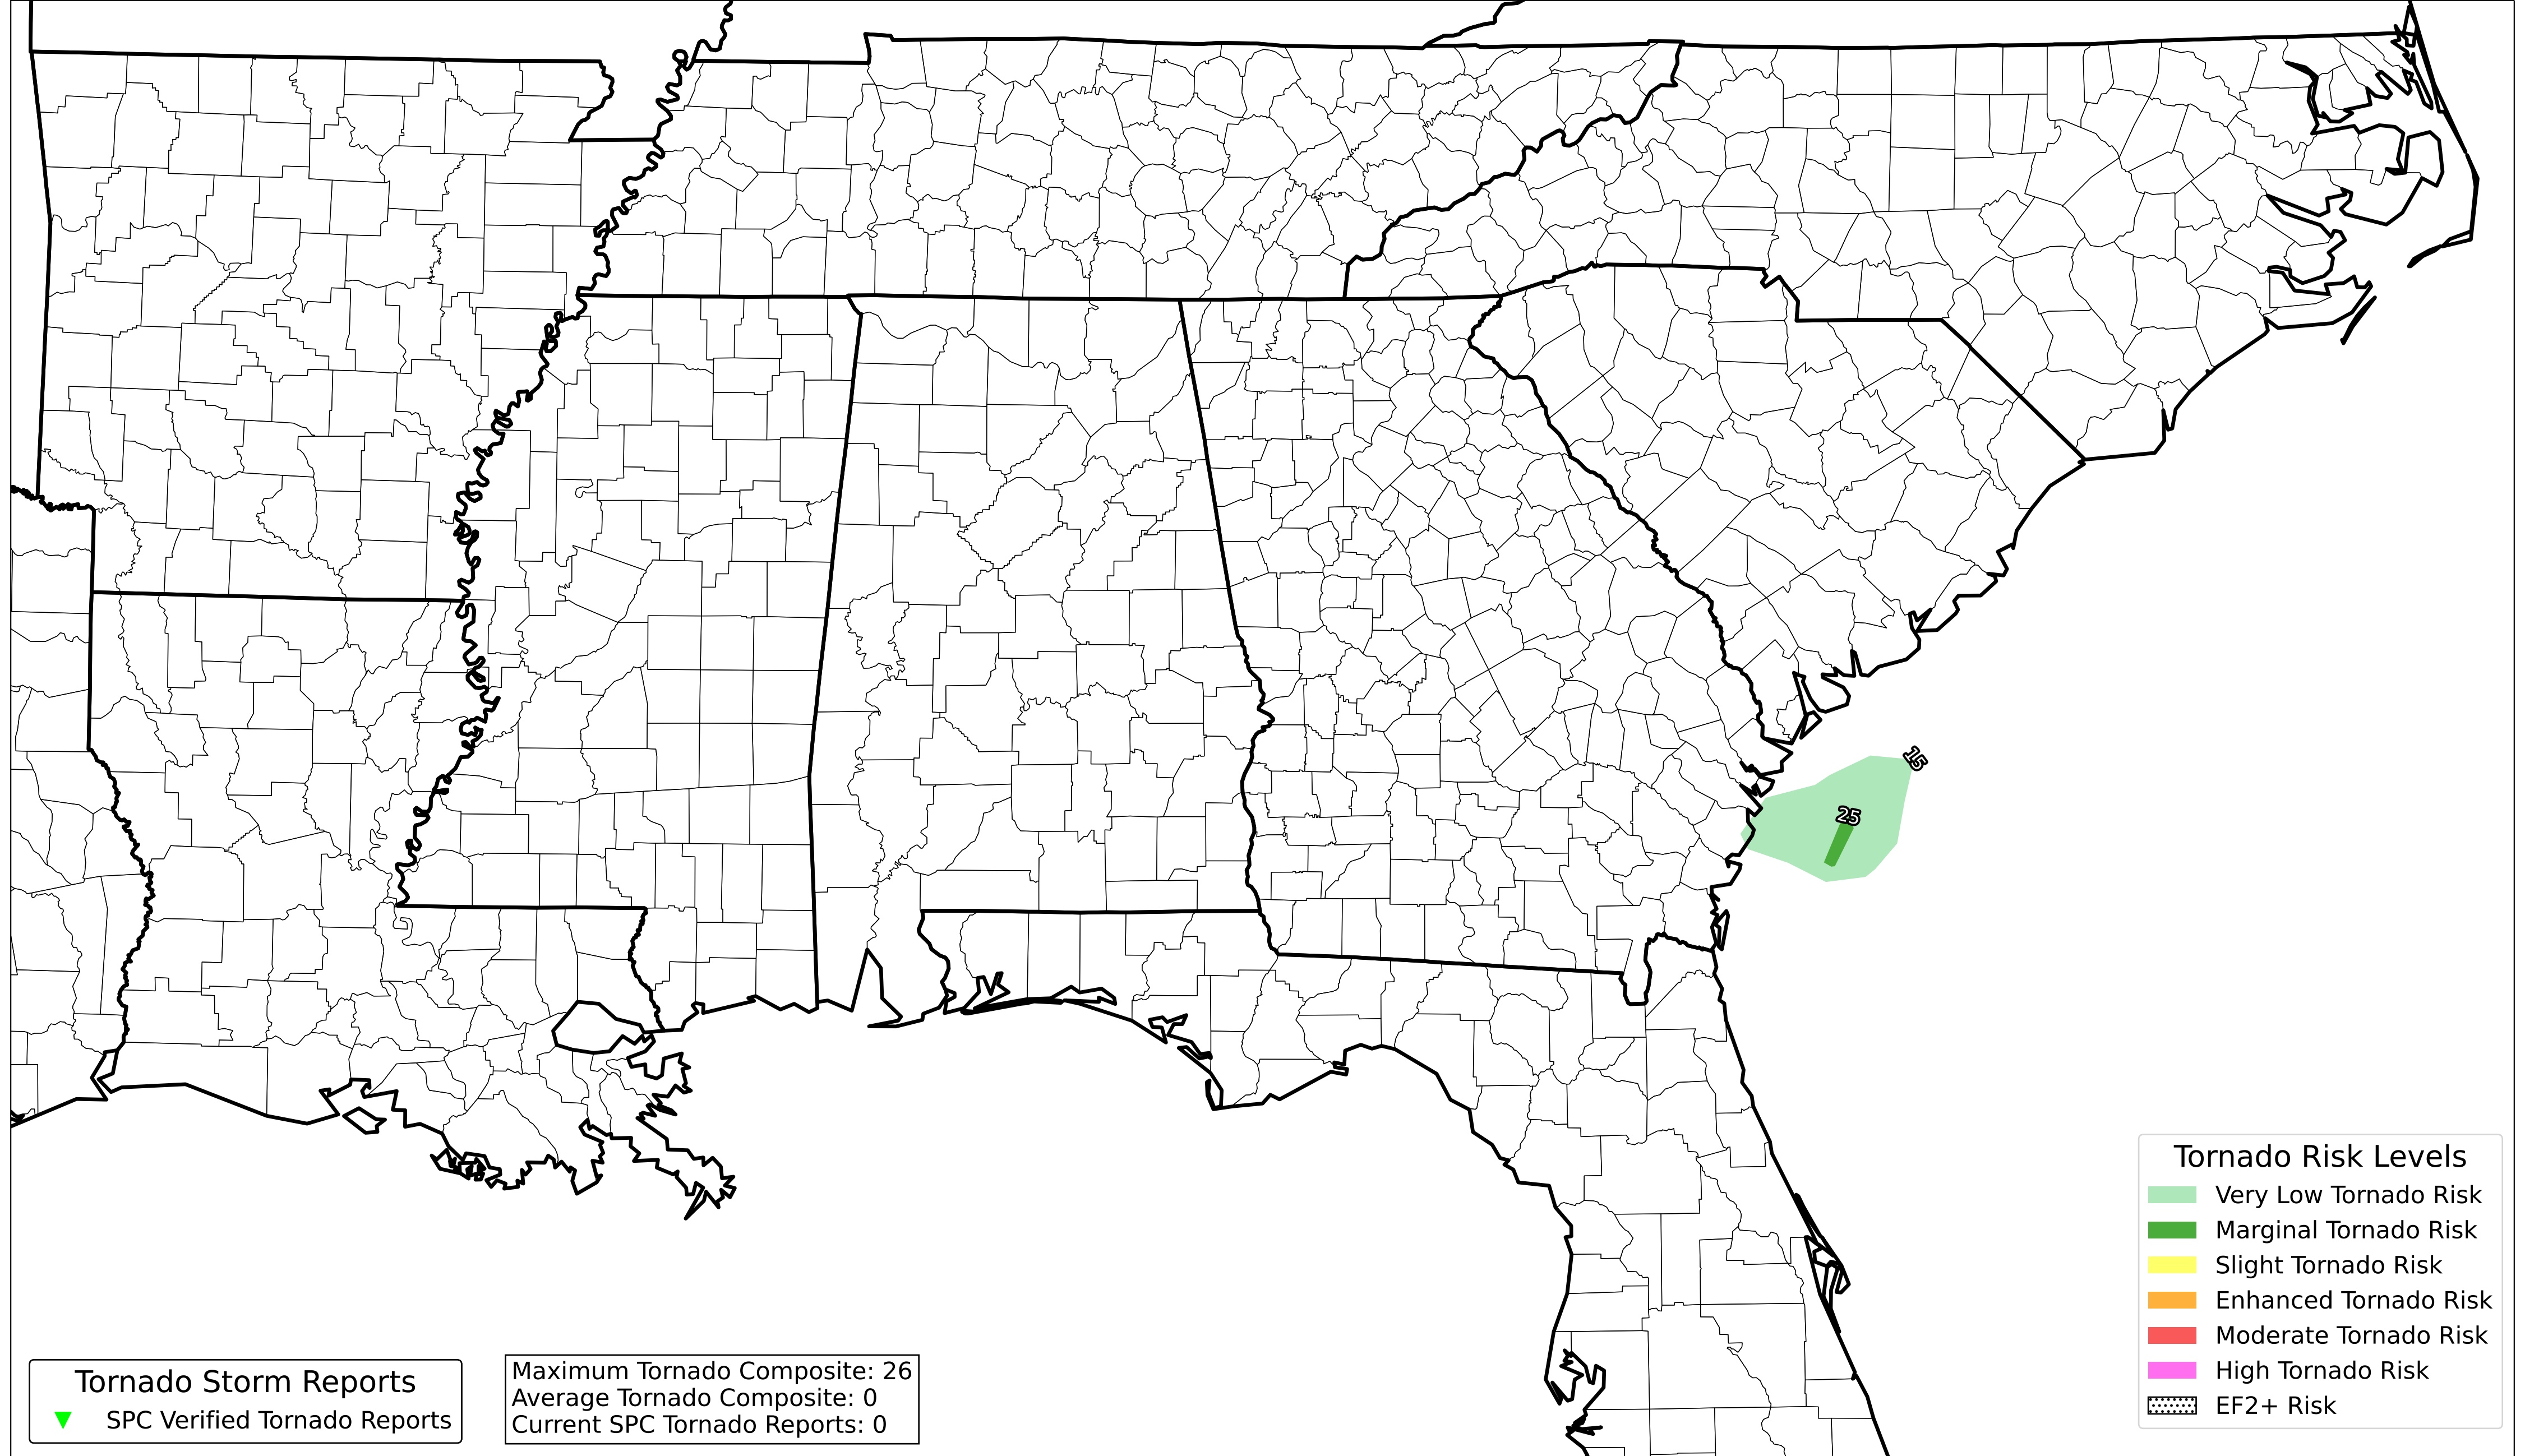 15
25
Tornado Risk Levels
Very Low Tornado Risk
Marginal Tornado Risk
Slight Tornado Risk
Enhanced Tornado Risk
Moderate Tornado Risk
High Tornado Risk
EF2+ Risk
Tornado Storm Reports
SPC Verified Tornado Reports
Maximum Tornado Composite: 26
Average Tornado Composite: 0
Current SPC Tornado Reports: 0